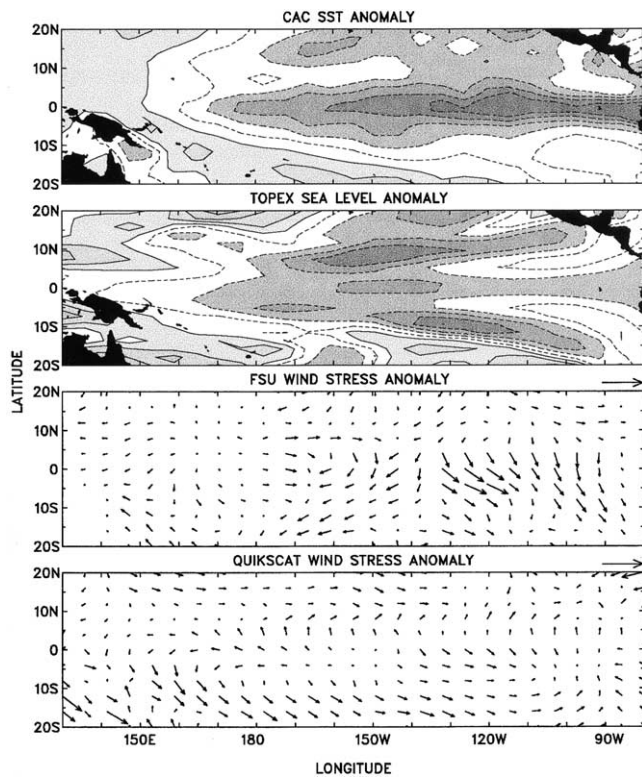 CAC SST ANOMALY
20N
10N
0
10S
20S
TOPEX SEA LEVEL ANOMALY
20N
10N
0
10S
20S
FSU WIND STRESS ANOMALY
20N
10N
0
10S
20S
QUIKSCAT WIND STRESS ANOMALY
20N
10N
0
10S
20S
150E 180 150W 120W 90W
LONGITUDE
LATITUDE